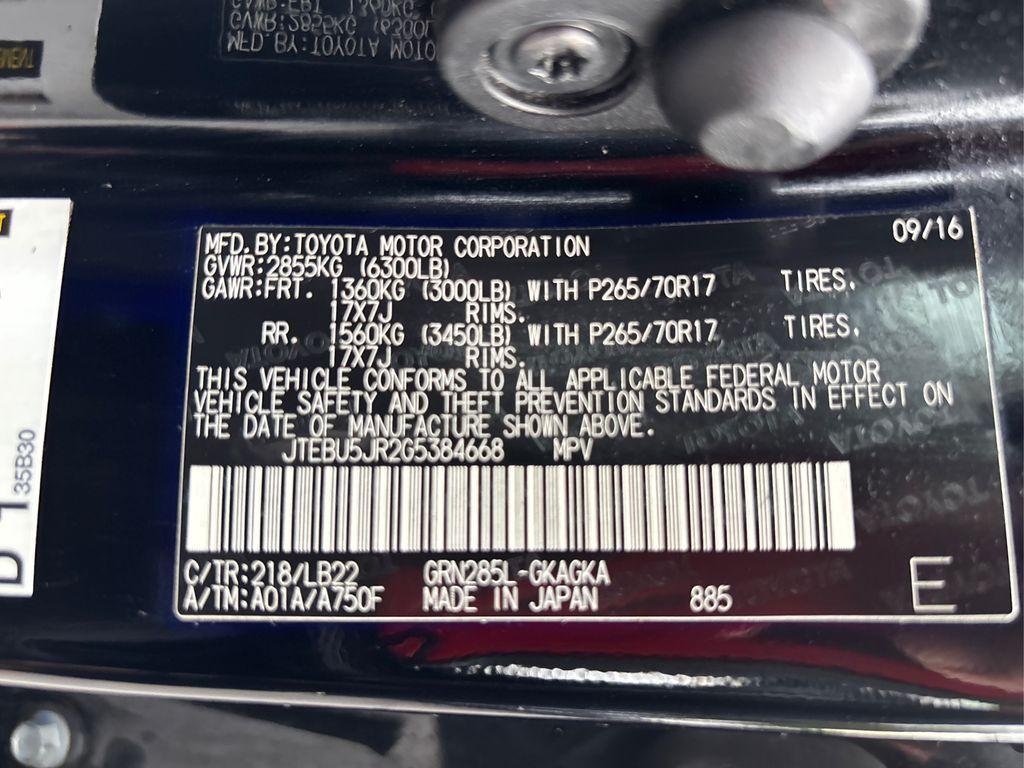 09/16
MFD. BY: TOYOTA MOTOR CORPORATION
GVWR: 2855KG (6300LB)
GAWR: FRT. 1360KG (3000LB) WITH P265/70R17 TIRES.
17X7J RIMS.
RR. 1560KG (3450LB) WITH P265/70R17, TIRES.
17X7J RIMS.
THIS VEHICLE CONFORMS TO ALL APPLICABLE FEDERAL MOTOR
VEHICLE SAFETY AND THEFT PREVENTION STANDARDS IN EFFECT ON
THE DATE OF MANUFACTURE SHOWN ABOVE.
JTEBU5JR2G5384668 MPV
C/TR: 218/LB22 GRN285L-GKAGKA
A/TM: A01A/A750F MADE IN JAPAN 885
E
35B30